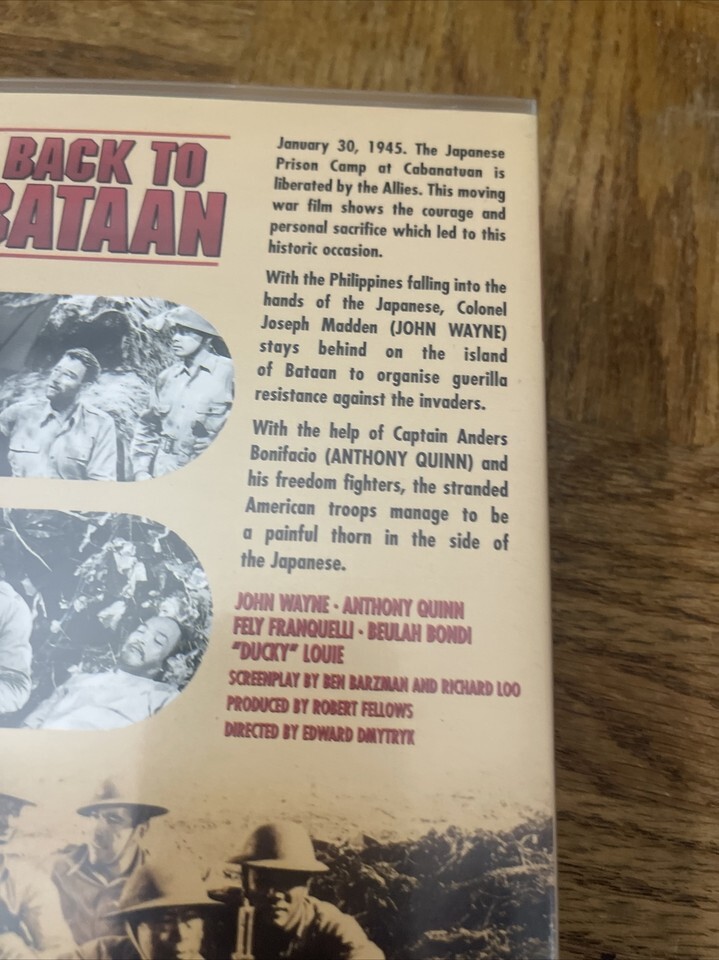 BACK TO
BATAAN
January 30, 1945. The Japanese
Prison Camp at Cabanatuan is
liberated by the Allies. This moving
war film shows the courage and
personal sacrifice which led to this
historic occasion.
With the Philippines falling into the
hands of the Japanese, Colonel
Joseph Madden (JOHN WAYNE)
stays behind on the island
of Bataan to organise guerilla
resistance against the invaders.
With the help of Captain Anders
Bonifacio (ANTHONY QUINN) and
his freedom fighters, the stranded
American troops manage to be
a painful thorn in the side of
the Japanese.
JOHN WAYNE · ANTHONY QUINN
FELY FRANQUELLI · BEULAH BONDI
"DUCKY" LOUIE
SCREENPLAY BY BEN BARZMAN AND RICHARD LOO
PRODUCED BY ROBERT FELLOWS
DIRECTED BY EDWARD DMYTRYK